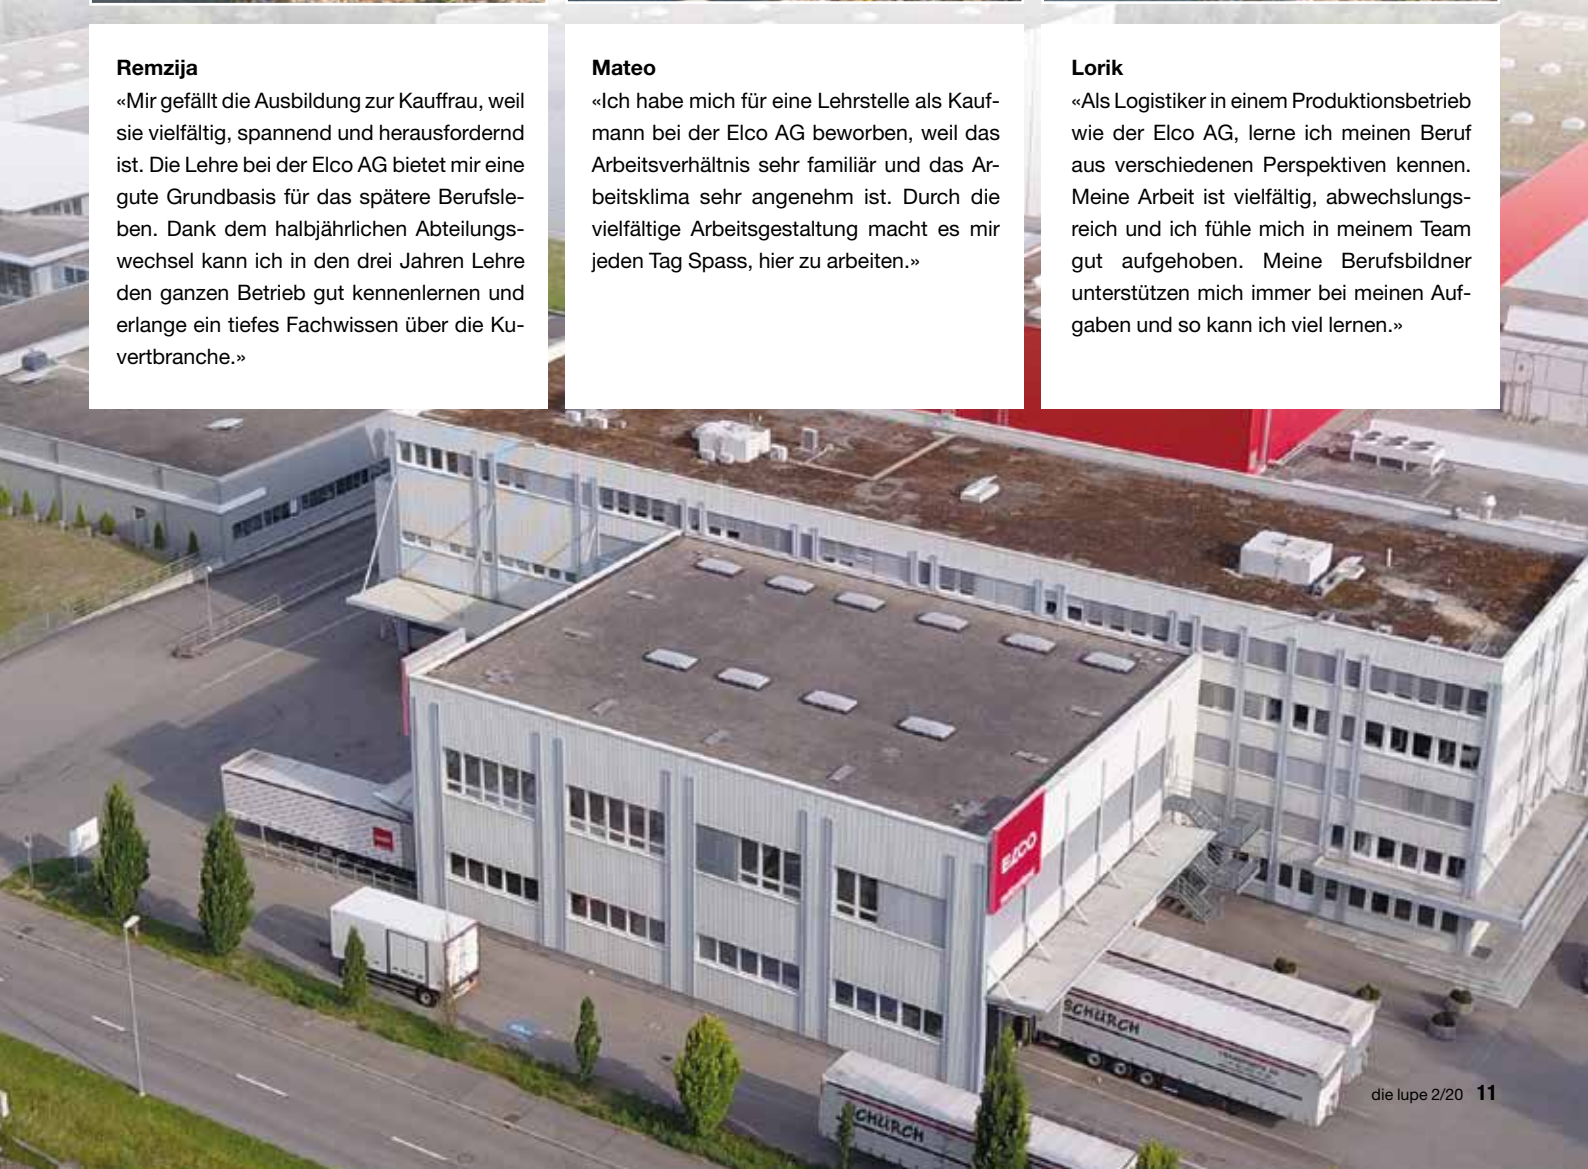 Remzija
«Mir gefällt die Ausbildung zur Kauffrau, weil
sie vielfältig, spannend und herausfordernd
ist. Die Lehre bei der Elco AG bietet mir eine
gute Grundbasis für das spätere Berufsle-
ben. Dank dem halbjährlichen Abteilungs-
wechsel kann ich in den drei Jahren Lehre
den ganzen Betrieb gut kennenlernen und
erlange ein tiefes Fachwissen über die Ku-
vertbranche.»
Mateo
«Ich habe mich für eine Lehrstelle als Kauf-
mann bei der Elco AG beworben, weil das
Arbeitsverhältnis sehr familiär und das Ar-
beitsklima sehr angenehm ist. Durch die
vielfältige Arbeitsgestaltung macht es mir
jeden Tag Spass, hier zu arbeiten.»
Lorik
«Als Logistiker in einem Produktionsbetrieb
wie der Elco AG, lerne ich meinen Beruf
aus verschiedenen Perspektiven kennen.
Meine Arbeit ist vielfältig, abwechslungs-
reich und ich fühle mich in meinem Team
gut aufgehoben. Meine Berufsbildner
unterstützen mich immer bei meinen Auf-
gaben und so kann ich viel lernen.»
ELCO
SCHÜRCH
SCHÜRCH
die lupe 2/20 11